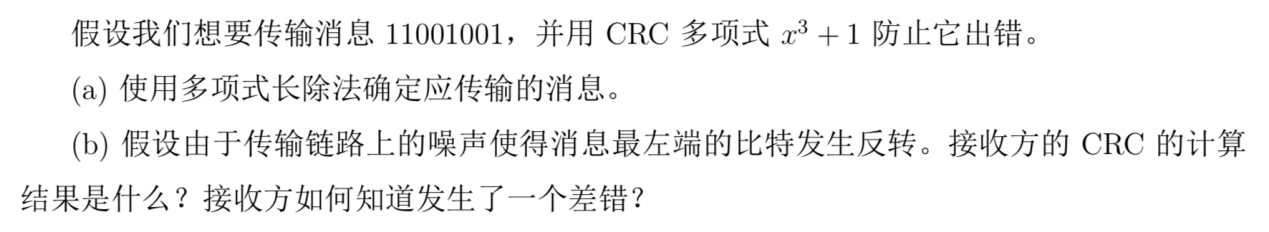 假设我们想要传输消息 11001001，并用 CRC 多项式 x³ + 1 防止它出错。
(a) 使用多项式长除法确定应传输的消息。
(b) 假设由于传输链路上的噪声使得消息最左端的比特发生反转。接收方的 CRC 的计算
结果是什么？接收方如何知道发生了一个差错？